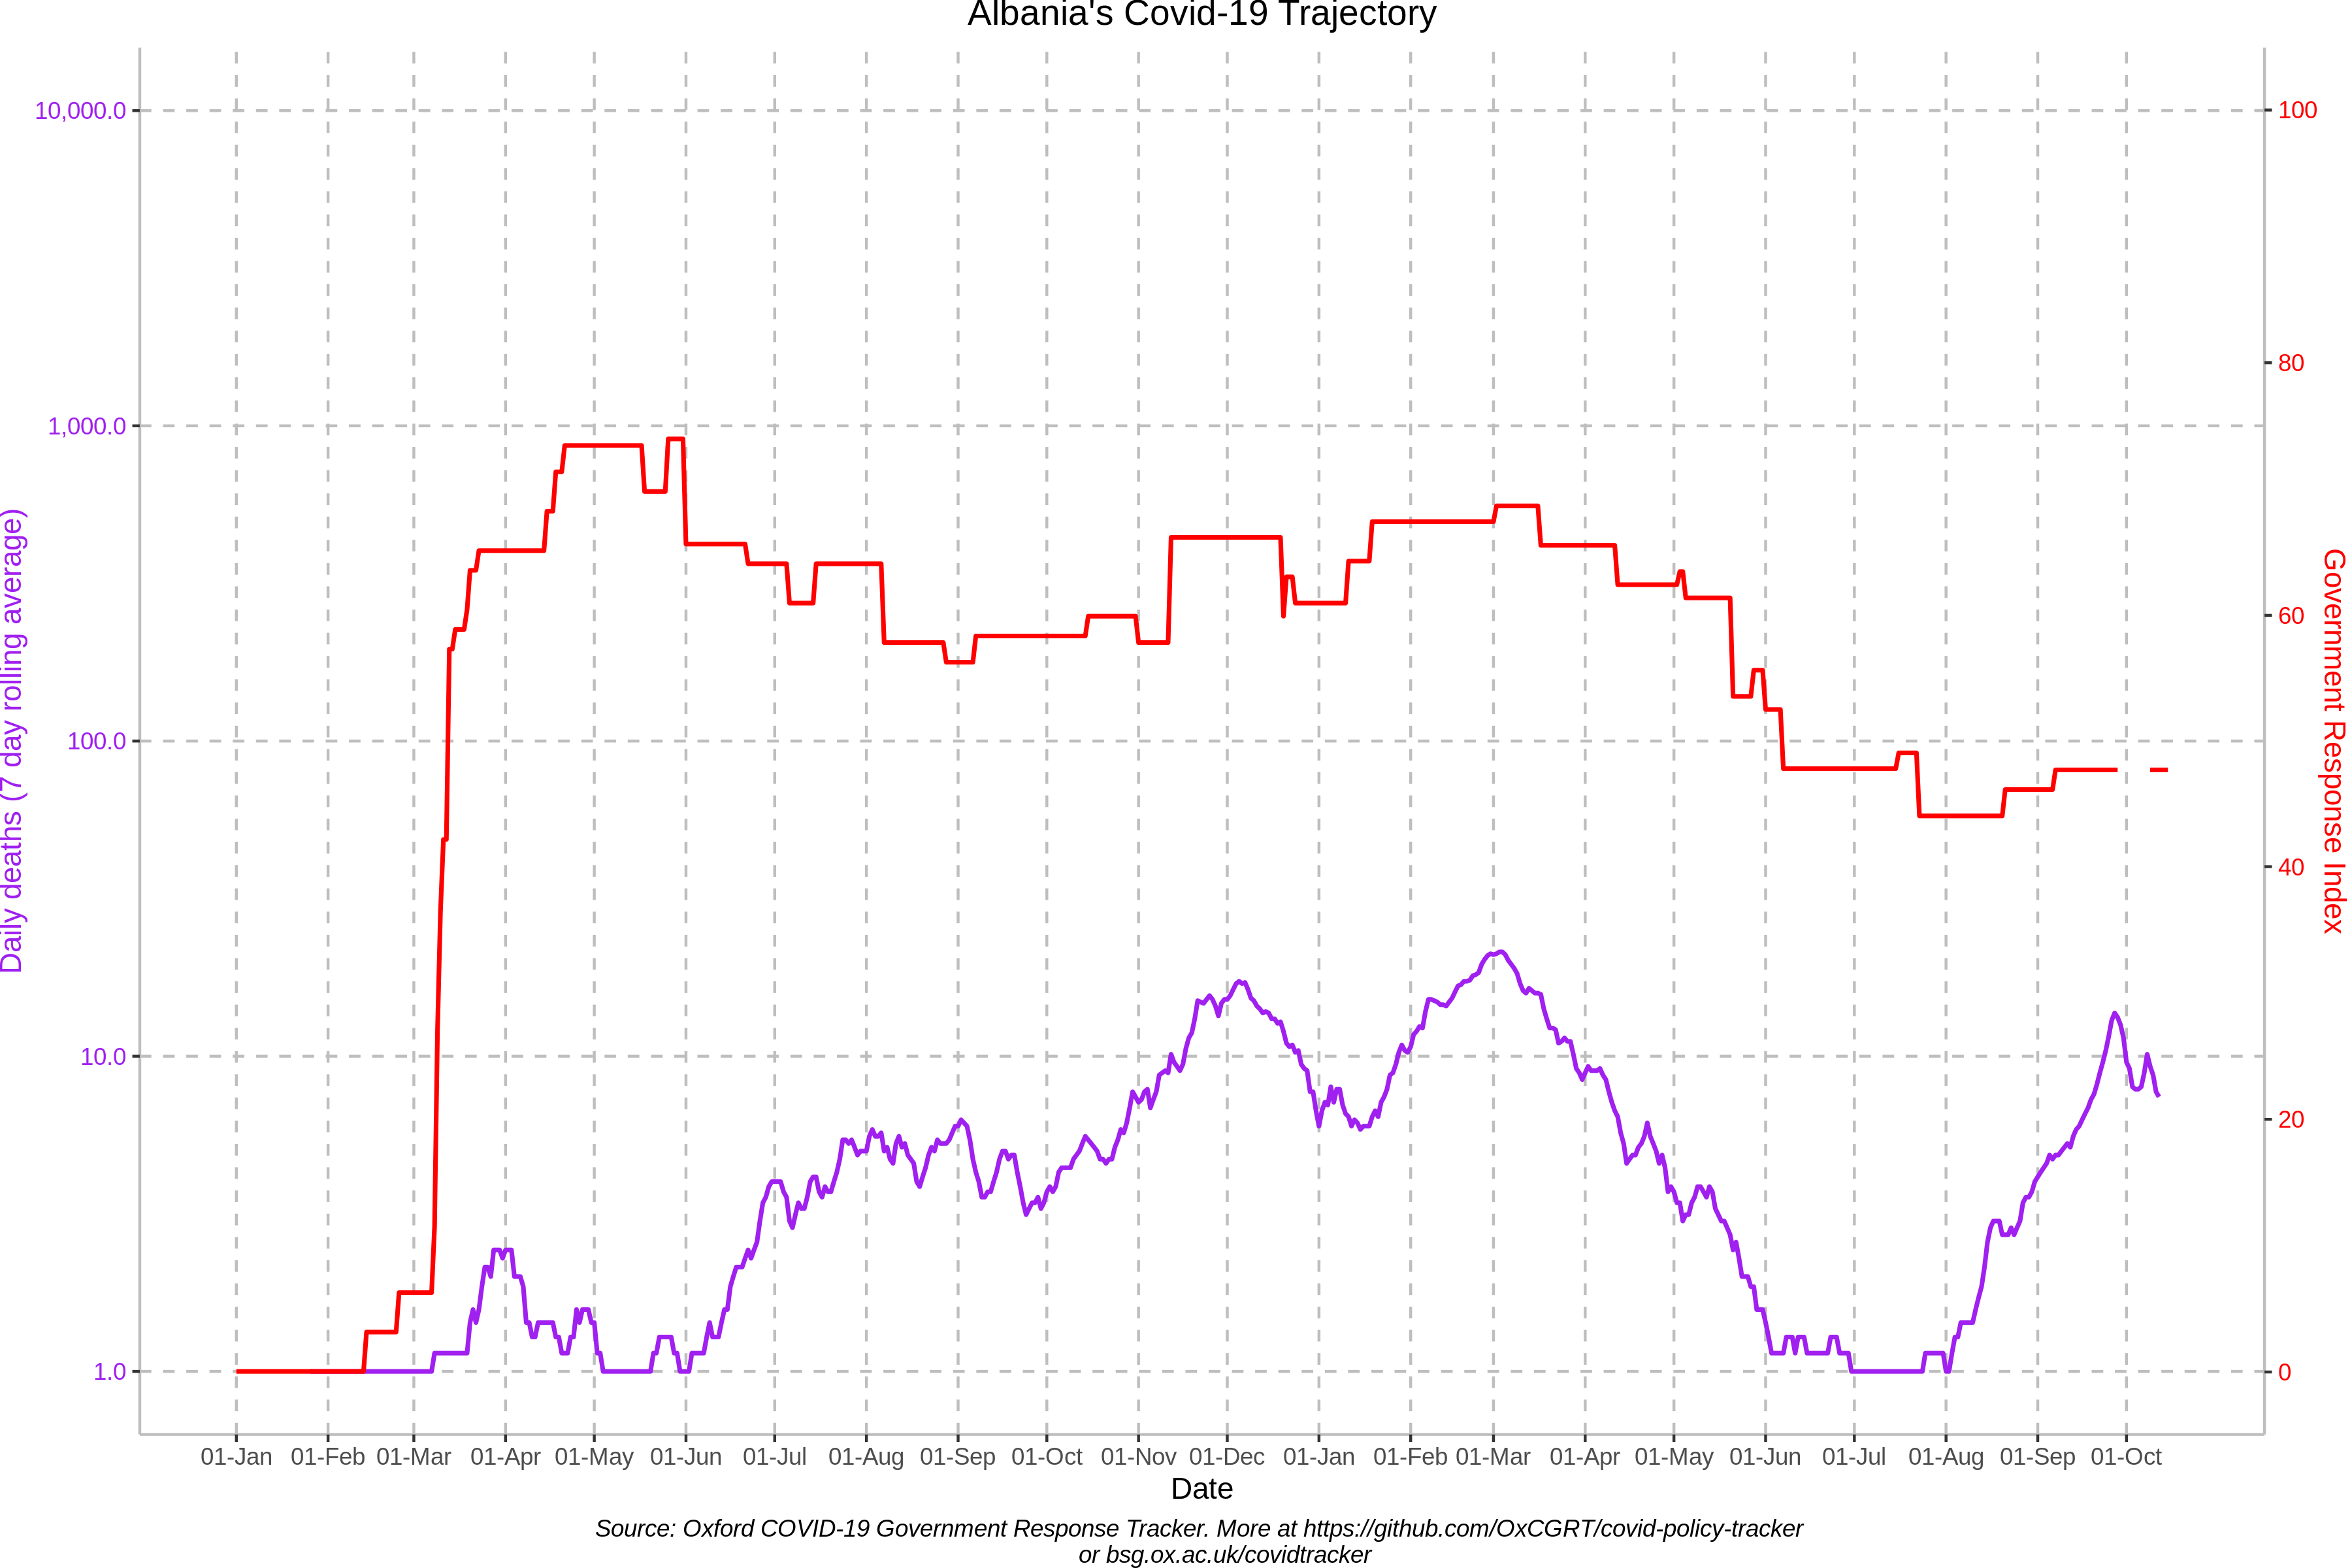 Albania's Covid-19 Trajectory
10,000.0
1,000.0
100.0
10.0
1.0
Daily deaths (7 day rolling average)
100
80
60
40
20
0
Government Response Index
01-Jan 01-Feb 01-Mar 01-Apr 01-May 01-Jun 01-Jul 01-Aug 01-Sep 01-Oct 01-Nov 01-Dec 01-Jan 01-Feb 01-Mar 01-Apr 01-May 01-Jun 01-Jul 01-Aug 01-Sep 01-Oct
Date
Source: Oxford COVID-19 Government Response Tracker. More at https://github.com/OxCGRT/covid-policy-tracker
or bsg.ox.ac.uk/covidtracker